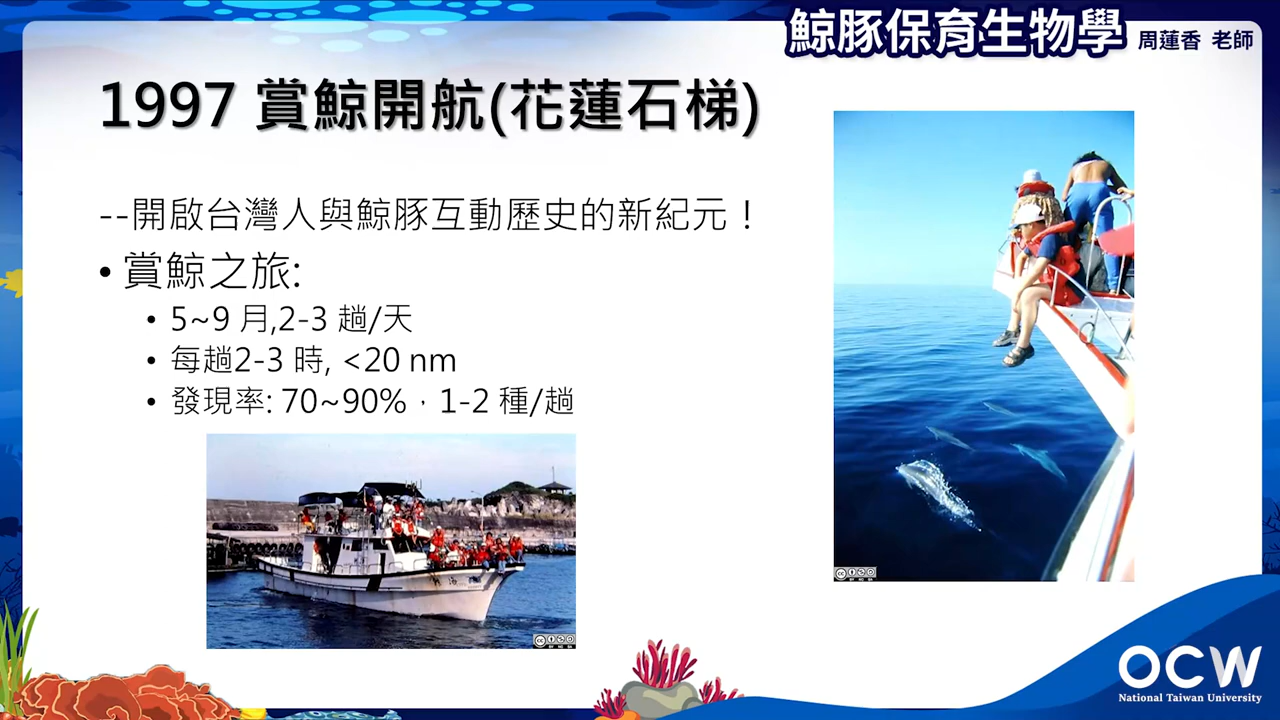 鯨豚保育生物學 周蓮香 老師
1997 賞鯨開航(花蓮石梯)
--開啟台灣人與鯨豚互動歷史的新紀元！
• 賞鯨之旅:
• 5~9 月,2-3 趟/天
• 每趟2-3 時, <20 nm
• 發現率: 70~90%，1-2 種/趟
OCW
National Taiwan University